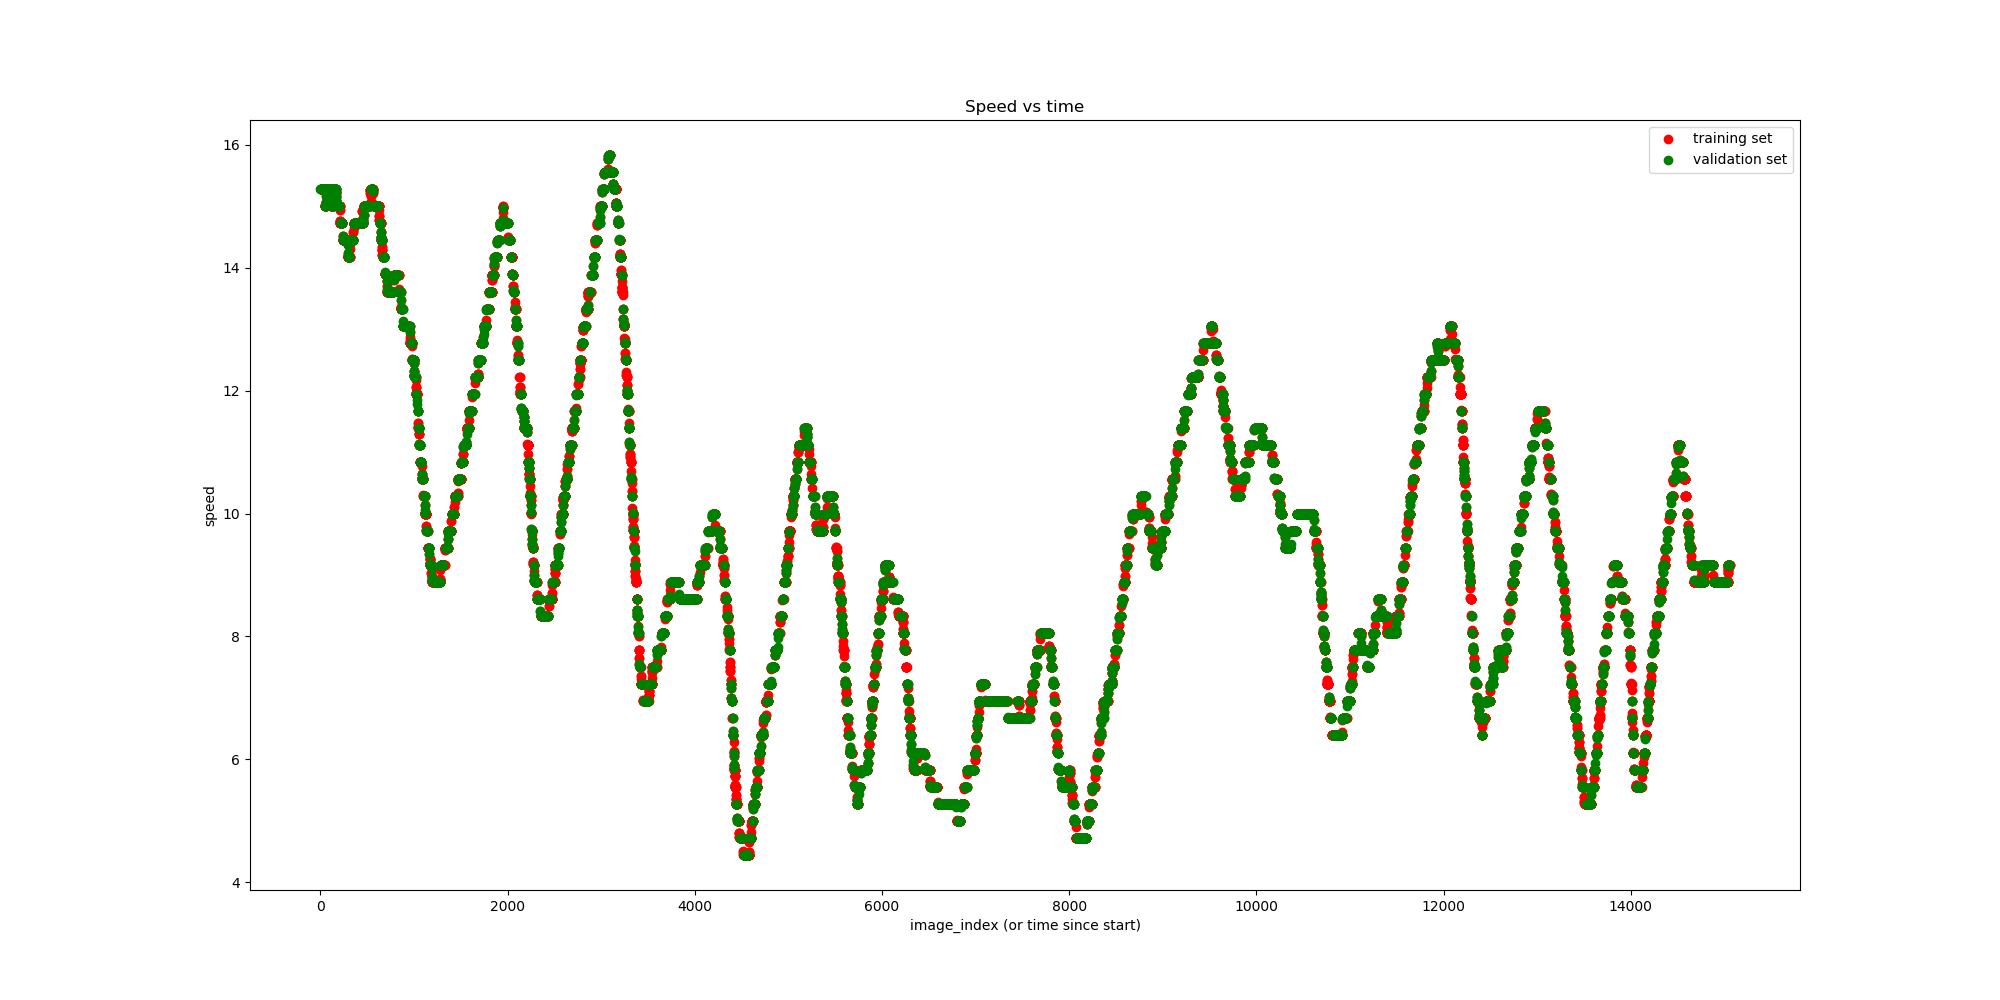 Speed vs time
training set
validation set
16
14
12
10
8
6
4
speed
0 2000 4000 6000 8000 10000 12000 14000
image_index (or time since start)